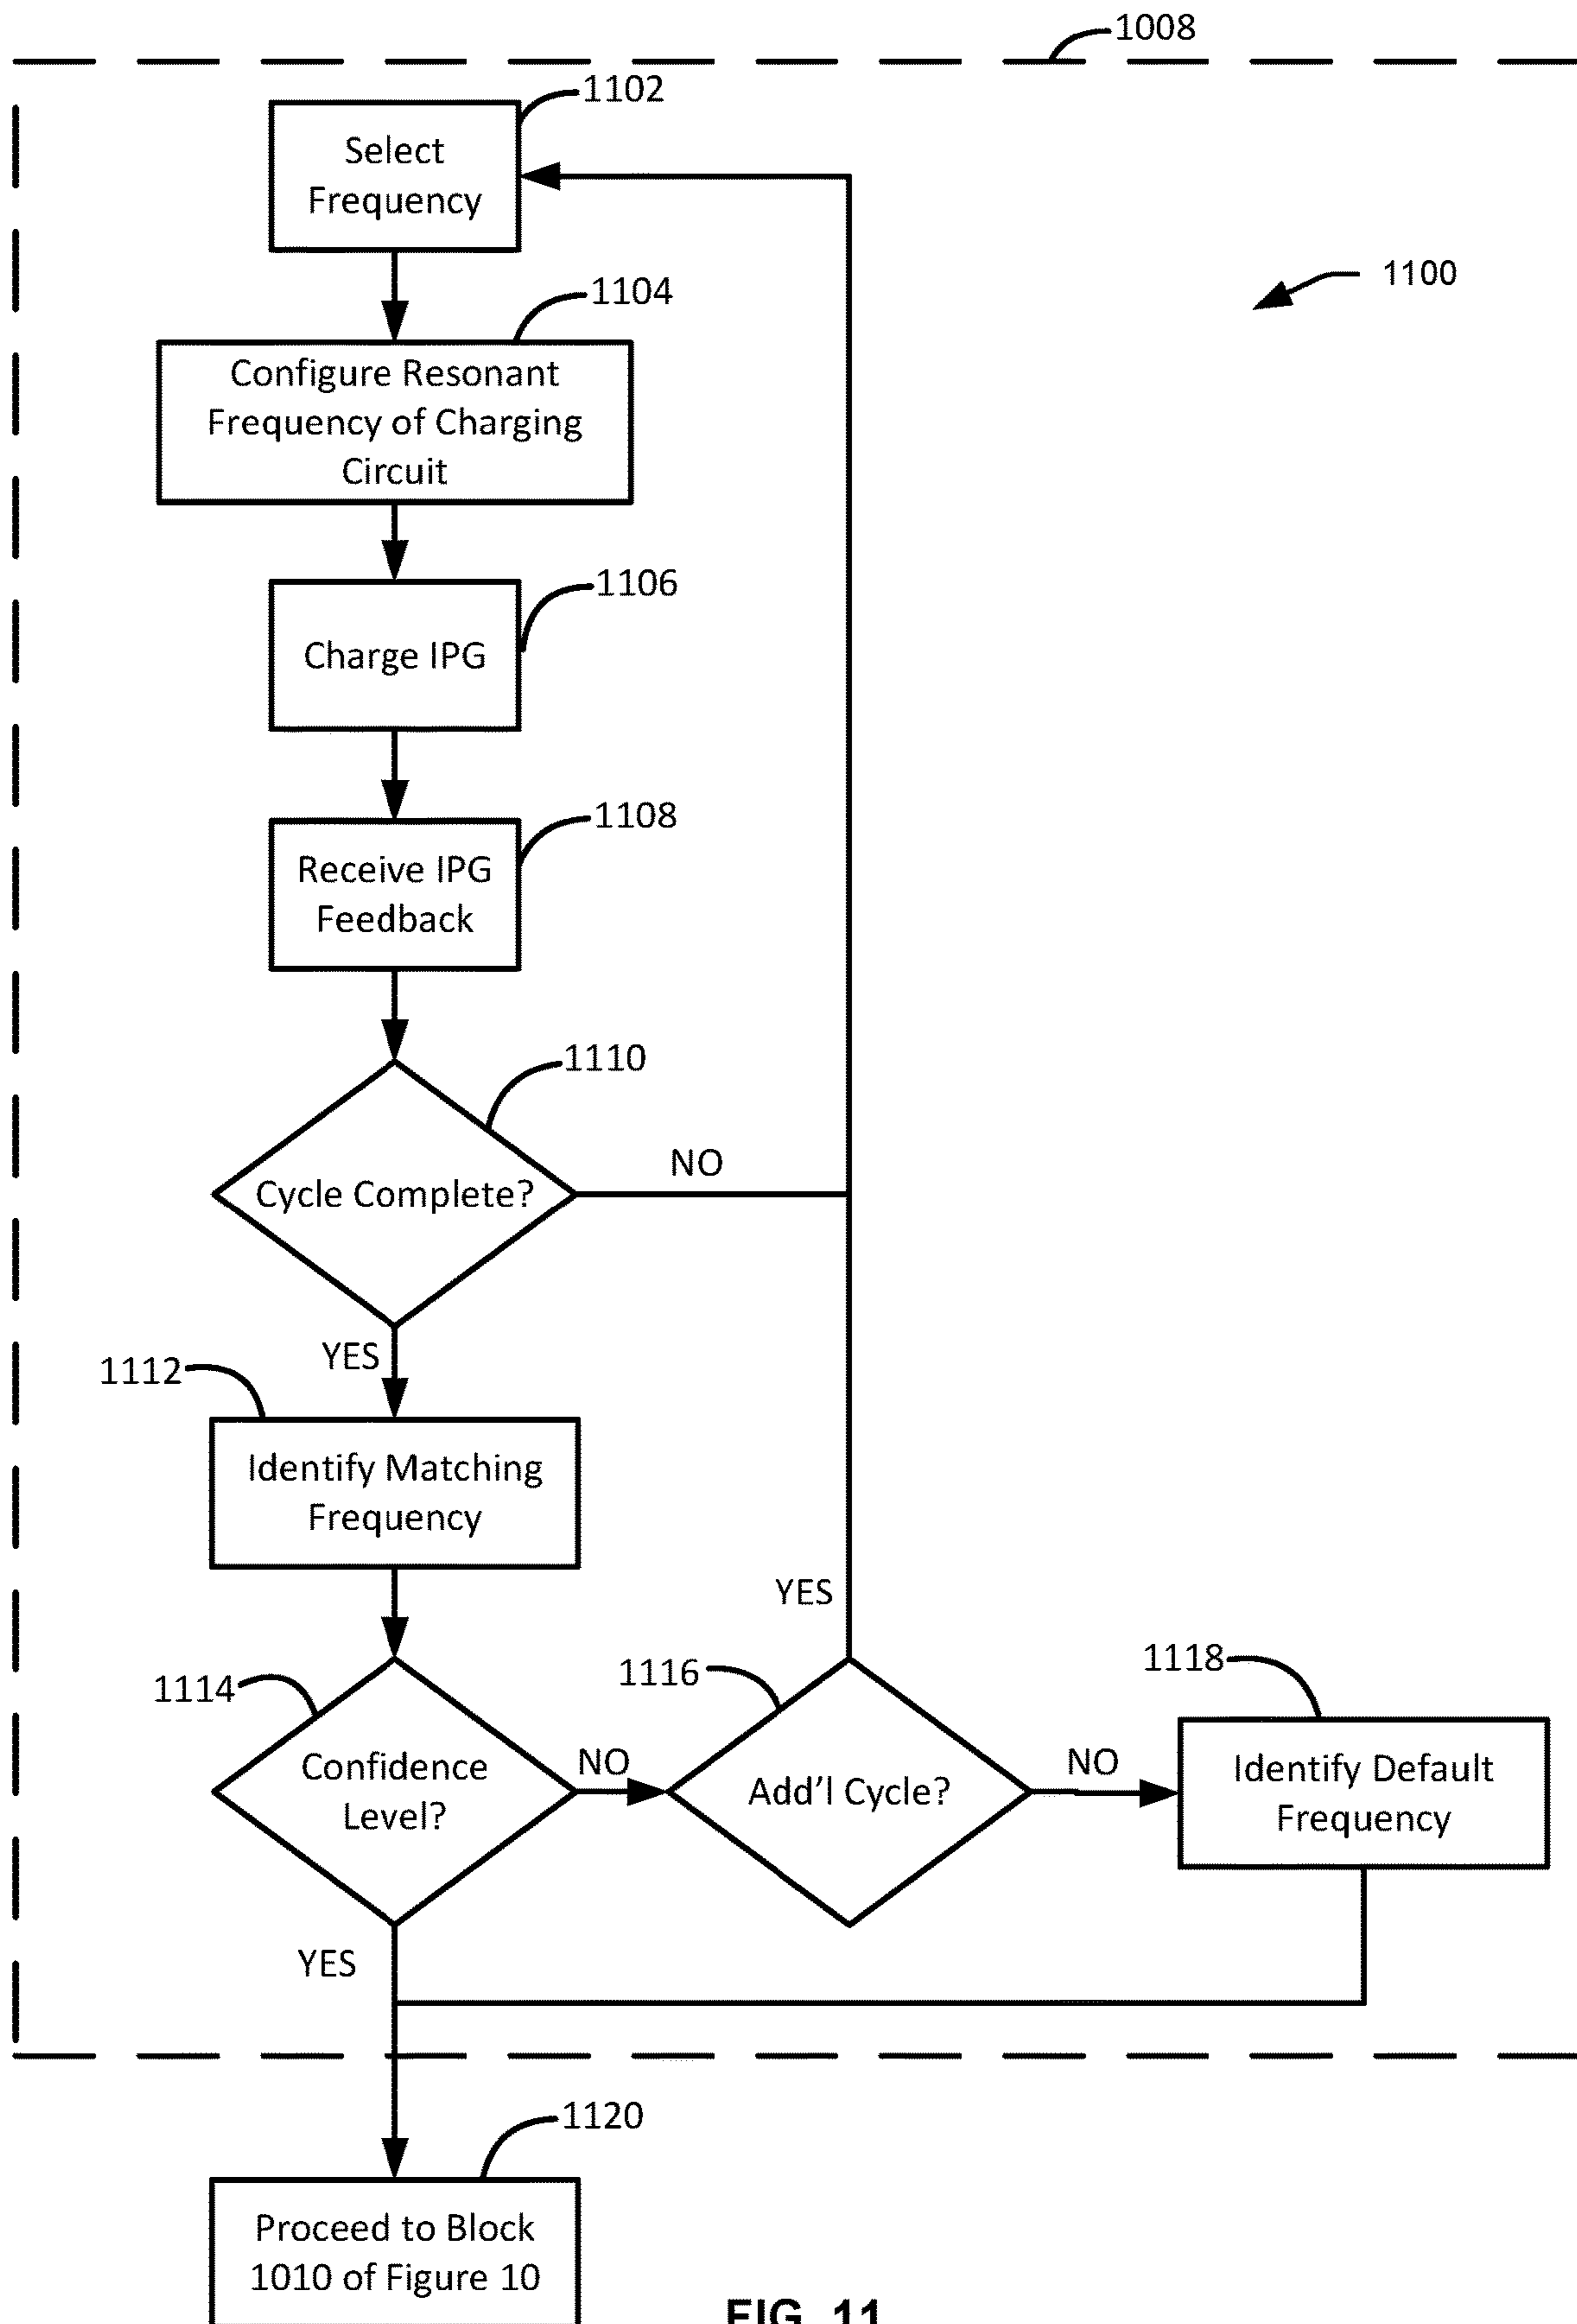 1008
1102
Select
Frequency
1100
1104
Configure Resonant
Frequency of Charging
Circuit
1106
Charge IPG
1108
Receive IPG
Feedback
1110
Cycle Complete?
NO
YES
1112
Identify Matching
Frequency
YES
1114
Confidence
Level?
NO
1116
Add'l Cycle?
NO
1118
Identify Default
Frequency
YES
1120
Proceed to Block
1010 of Figure 10
FIG. 11